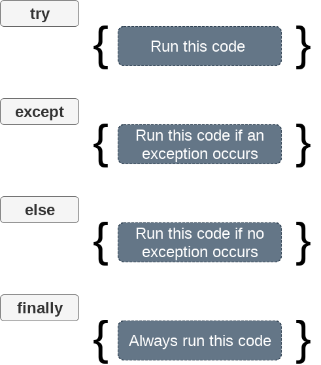 try
{ Run this code }
except
{ Run this code if an
exception occurs }
else
{ Run this code if no
exception occurs }
finally
{ Always run this code }